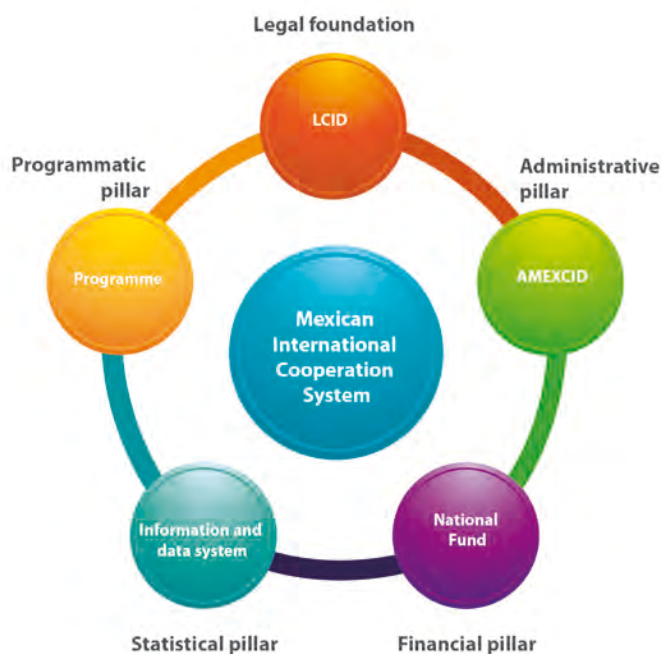 Legal foundation
LCID
Programmatic
pillar
Administrative
pillar
Programme
AMEXCID
Mexican
International
Cooperation
System
Information and
data system
National
Fund
Statistical pillar
Financial pillar